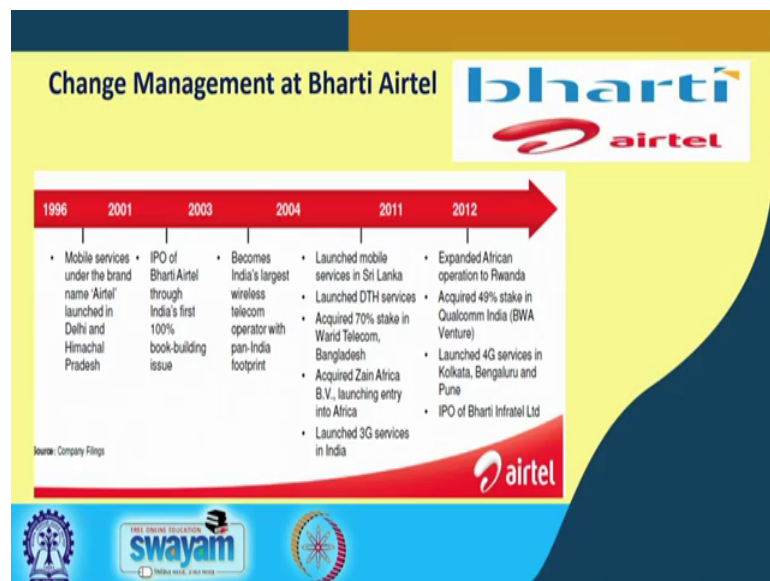 Change Management at Bharti Airtel
bharti
airtel
1996 2001 2003 2004 2011 2012
• Mobile services
under the brand
name 'Airtel'
launched in
Delhi and
Himachal
Pradesh
• IPO of
Bharti Airtel
through
India's first
100%
book-building
issue
• Becomes
India's largest
wireless
telecom
operator with
pan-India
footprint
• Launched mobile
services in Sri Lanka
• Launched DTH services
• Acquired 70% stake in
Warid Telecom,
Bangladesh
• Acquired Zain Africa
B.V., launching entry
into Africa
• Launched 3G services
in India
• Expanded African
operation to Rwanda
• Acquired 49% stake in
Qualcomm India (BWA
Venture)
• Launched 4G services in
Kolkata, Bengaluru and
Pune
• IPO of Bharti Infratel Ltd
Source: Company Filings
airtel
FREE ONLINE EDUCATION
swayam